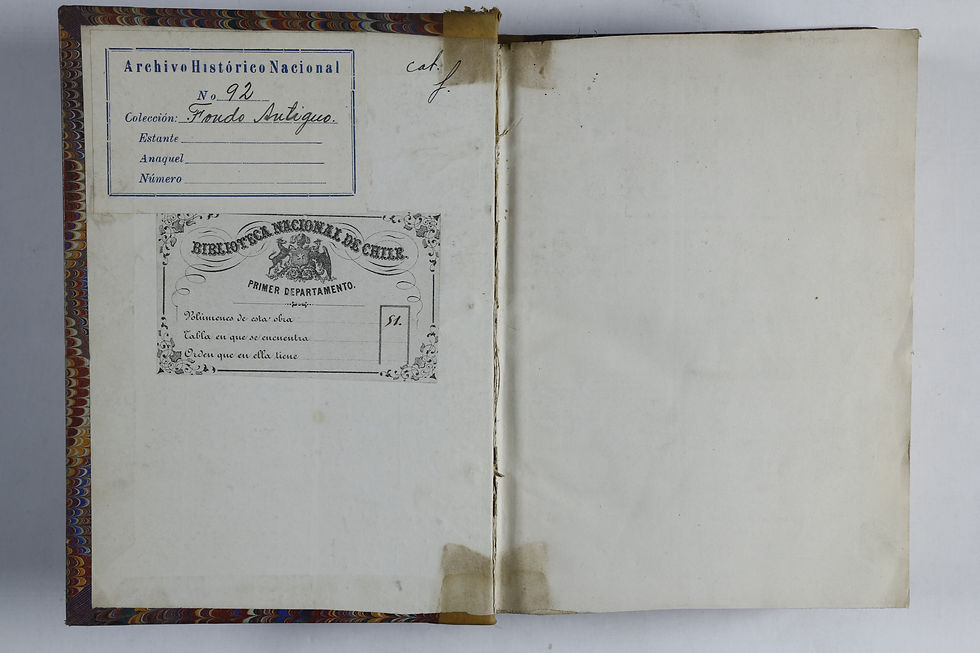 Archivo Histórico Nacional
No 92
Colección: Fondo Antiguo.
Estante
Anaquel
Número
cat.
BIBLIOTECA NACIONAL DE CHILE.
PRIMER DEPARTAMENTO.
Volúmenes de esta obra 51.
Tabla en que se encuentra
Orden que en ella tiene